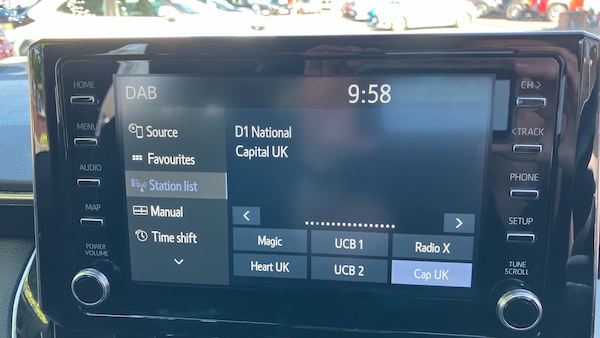 HOME
MENU
AUDIO
MAP
POWER
VOLUME
DAB
9:58
Source
Favourites
Station list
Manual
Time shift
D1 National
Capital UK
<
>
Magic
UCB 1
Radio X
Heart UK
UCB 2
Cap UK
CH >
< TRACK
PHONE
SETUP
TUNE
SCROLL